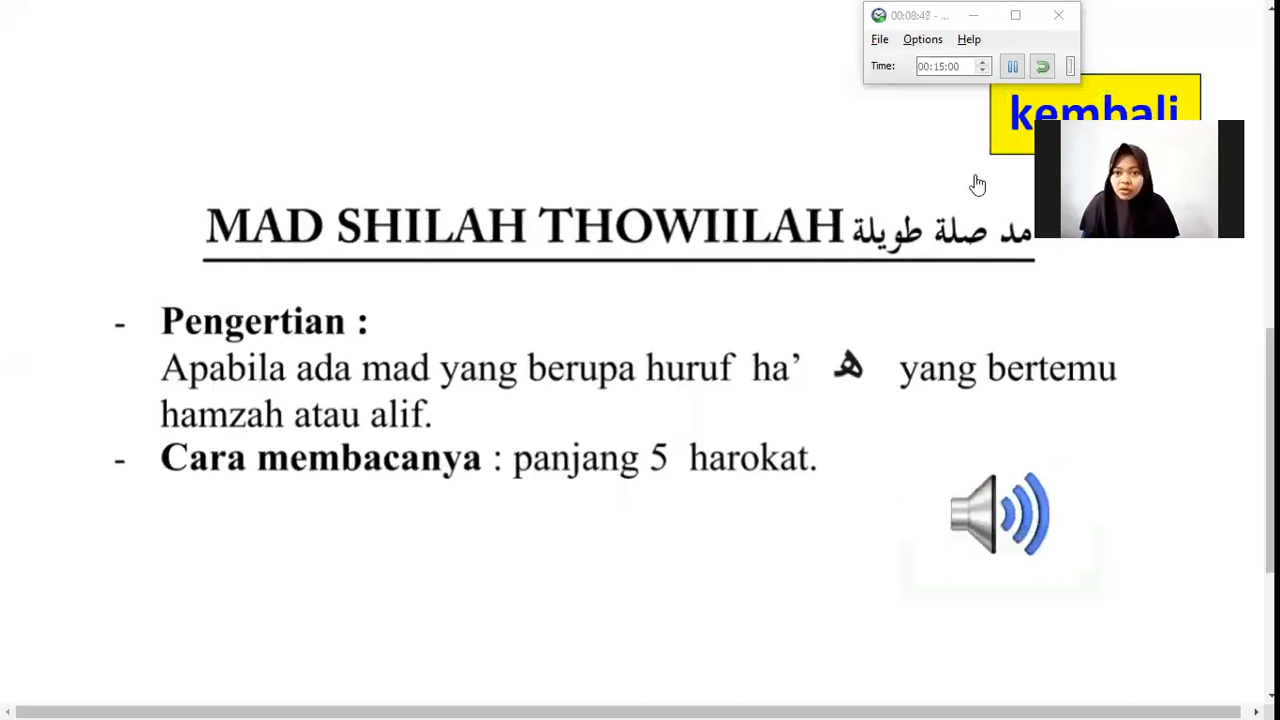 00:08:47 - ...
File Options Help
Time: 00:15:00
kembali
MAD SHILAH THOWIILAH مد صلة طويلة
- Pengertian :
Apabila ada mad yang berupa huruf ha’ هـ yang bertemu
hamzah atau alif.
- Cara membacanya : panjang 5 harokat.